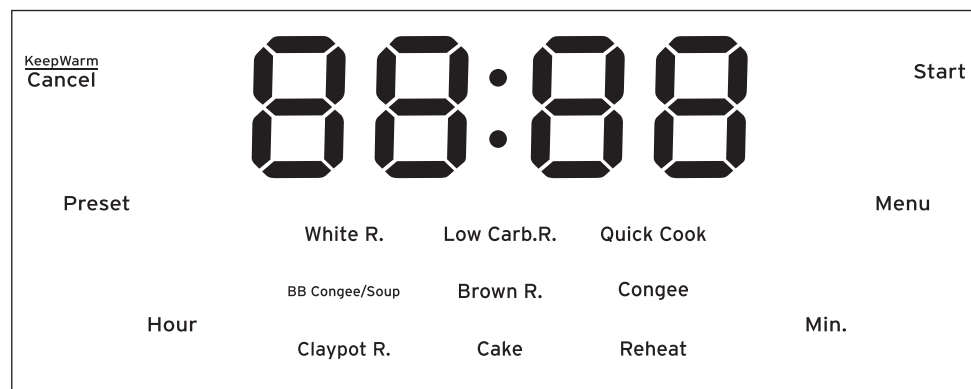 88:88
KeepWarm
Cancel
Start
Preset
Menu
White R.
Low Carb.R.
Quick Cook
BB Congee/Soup
Brown R.
Congee
Hour
Min.
Claypot R.
Cake
Reheat